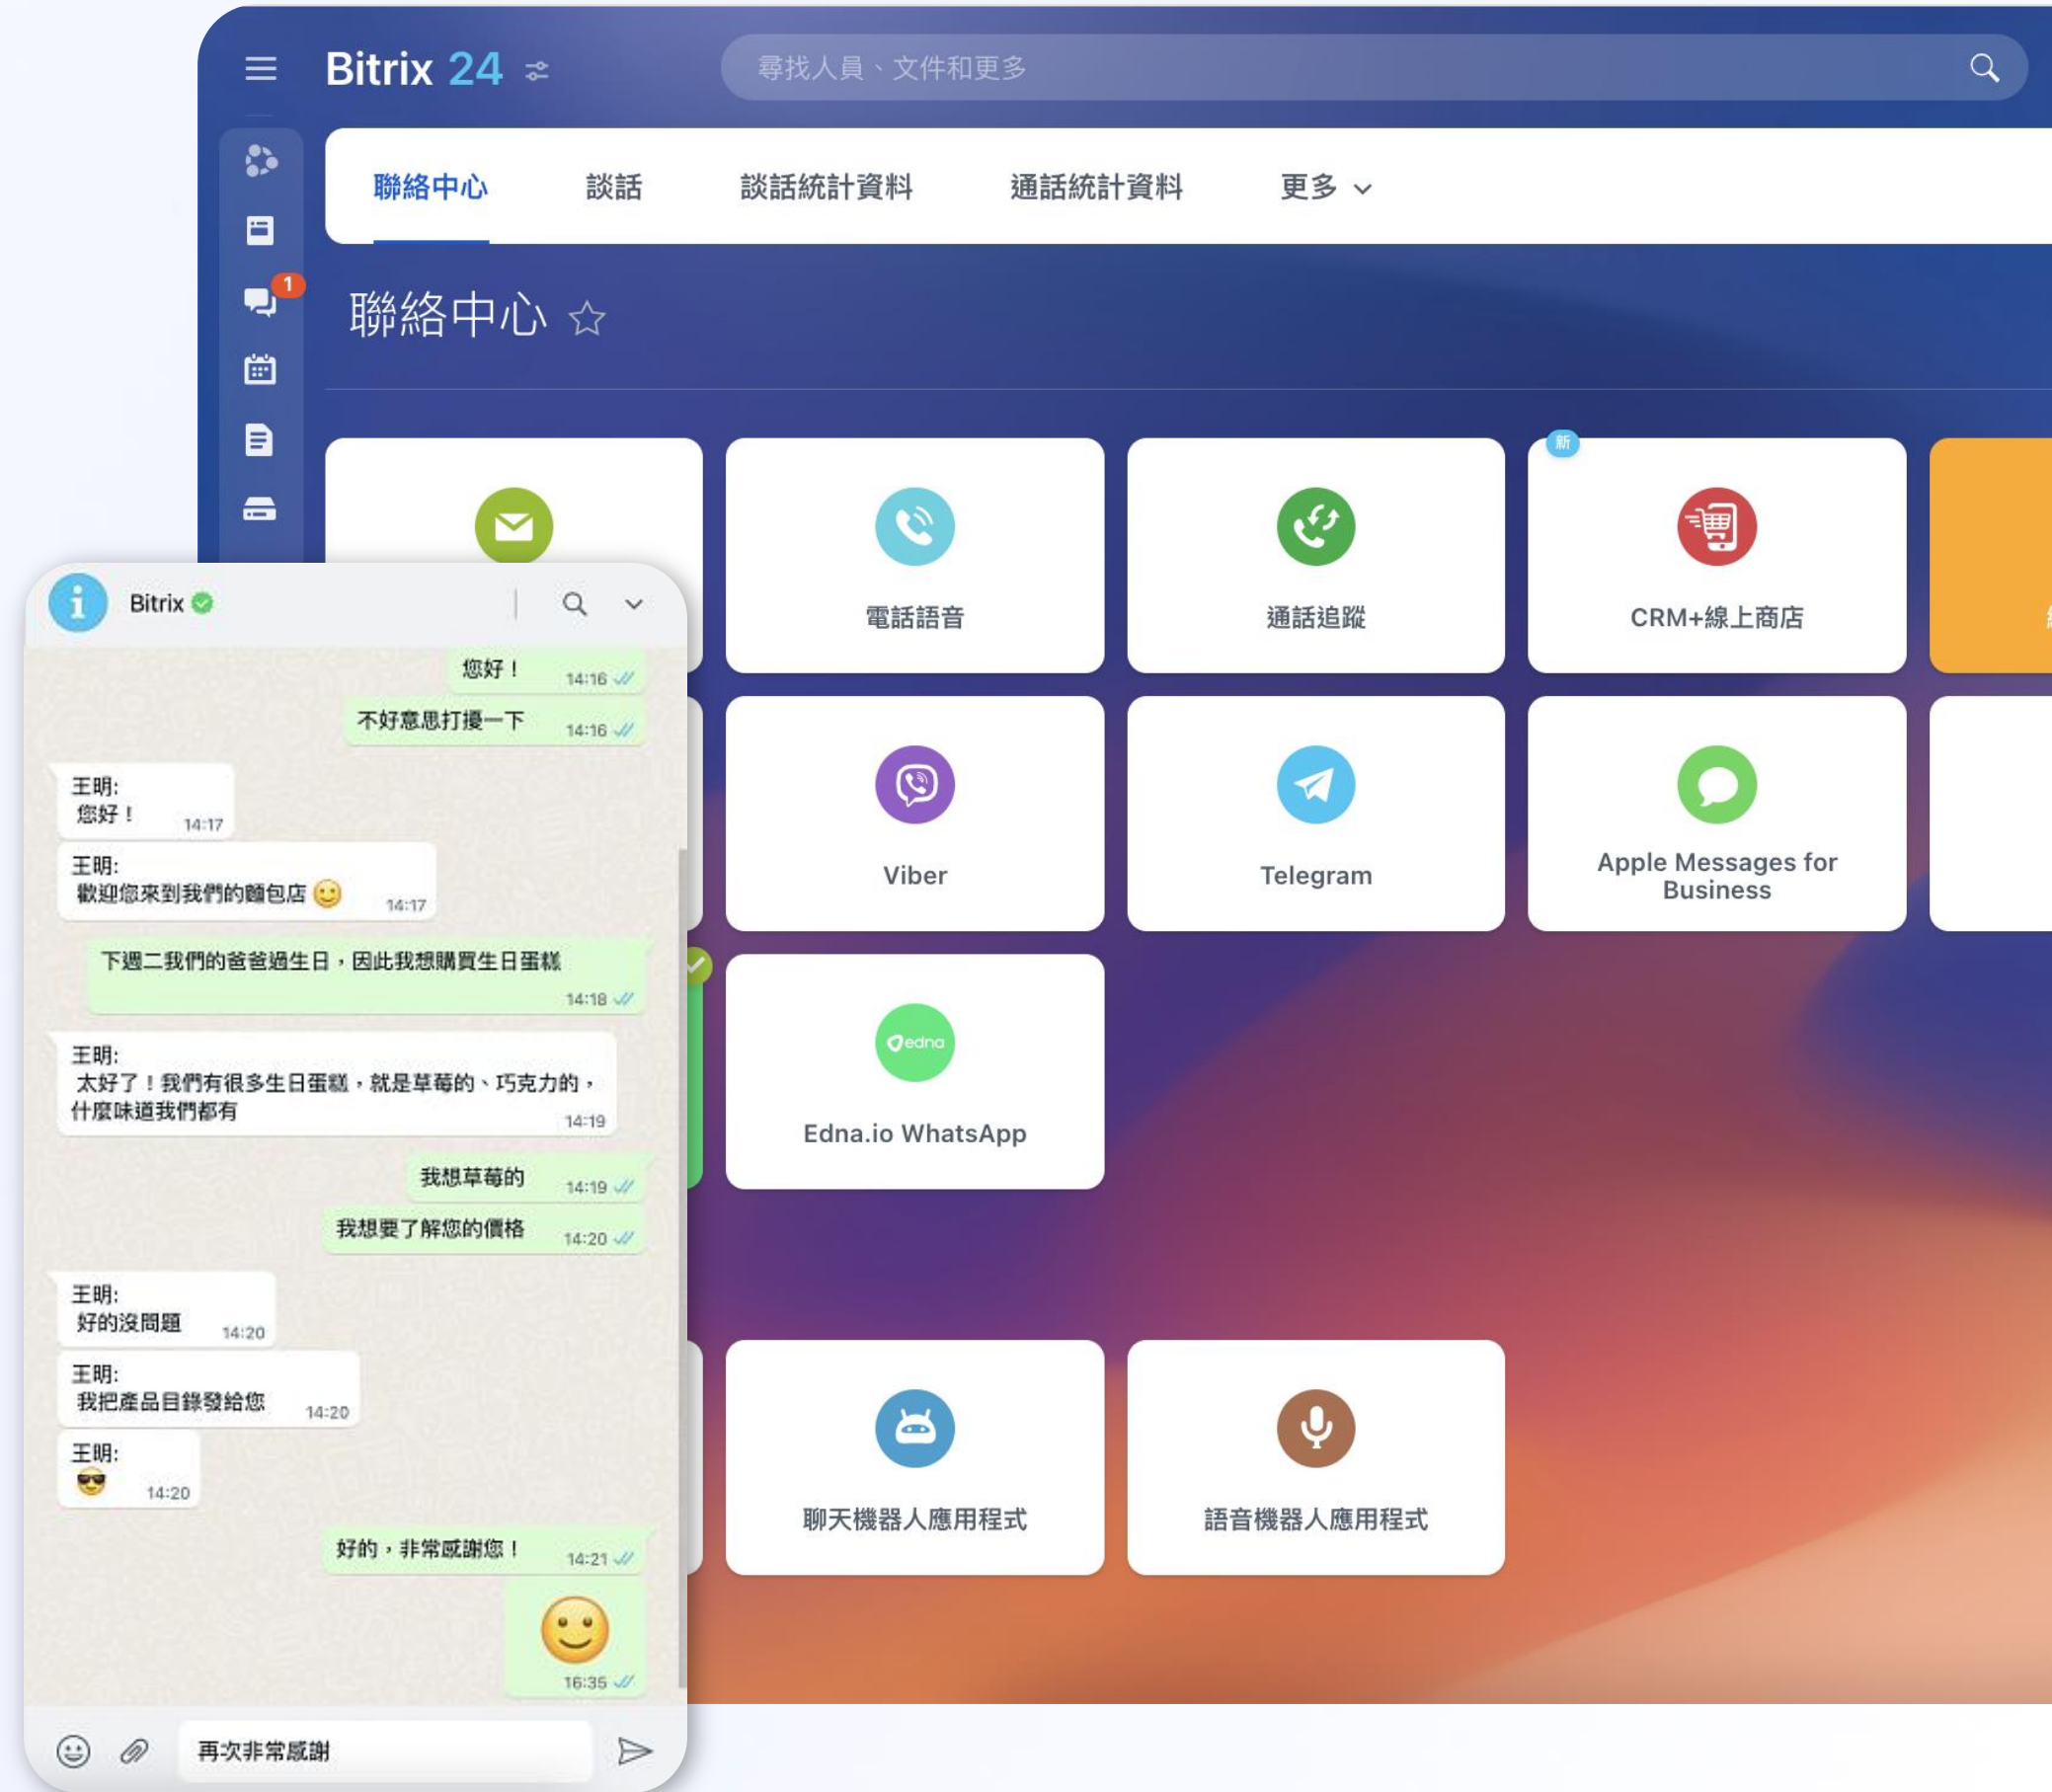 Bitrix 24
尋找人員、文件和更多
聯絡中心
談話
談話統計資料
通話統計資料
更多
1
聯絡中心
新
電話語音
通話追蹤
CRM+線上商店
Viber
Telegram
Apple Messages for
Business
edna
Edna.io WhatsApp
聊天機器人應用程式
語音機器人應用程式
Bitrix
您好！
14:16
不好意思打擾一下
14:16
王明:
您好！
14:17
王明:
歡迎您來到我們的麵包店
14:17
下週二我們的爸爸過生日，因此我想購買生日蛋糕
14:18
王明:
太好了！我們有很多生日蛋糕，就是草莓的、巧克力的，
什麼味道我們都有
14:19
我想草莓的
14:19
我想要了解您的價格
14:20
王明:
好的沒問題
14:20
王明:
我把產品目錄發給您
14:20
王明:
14:20
好的，非常感謝您！
14:21
16:35
再次非常感謝